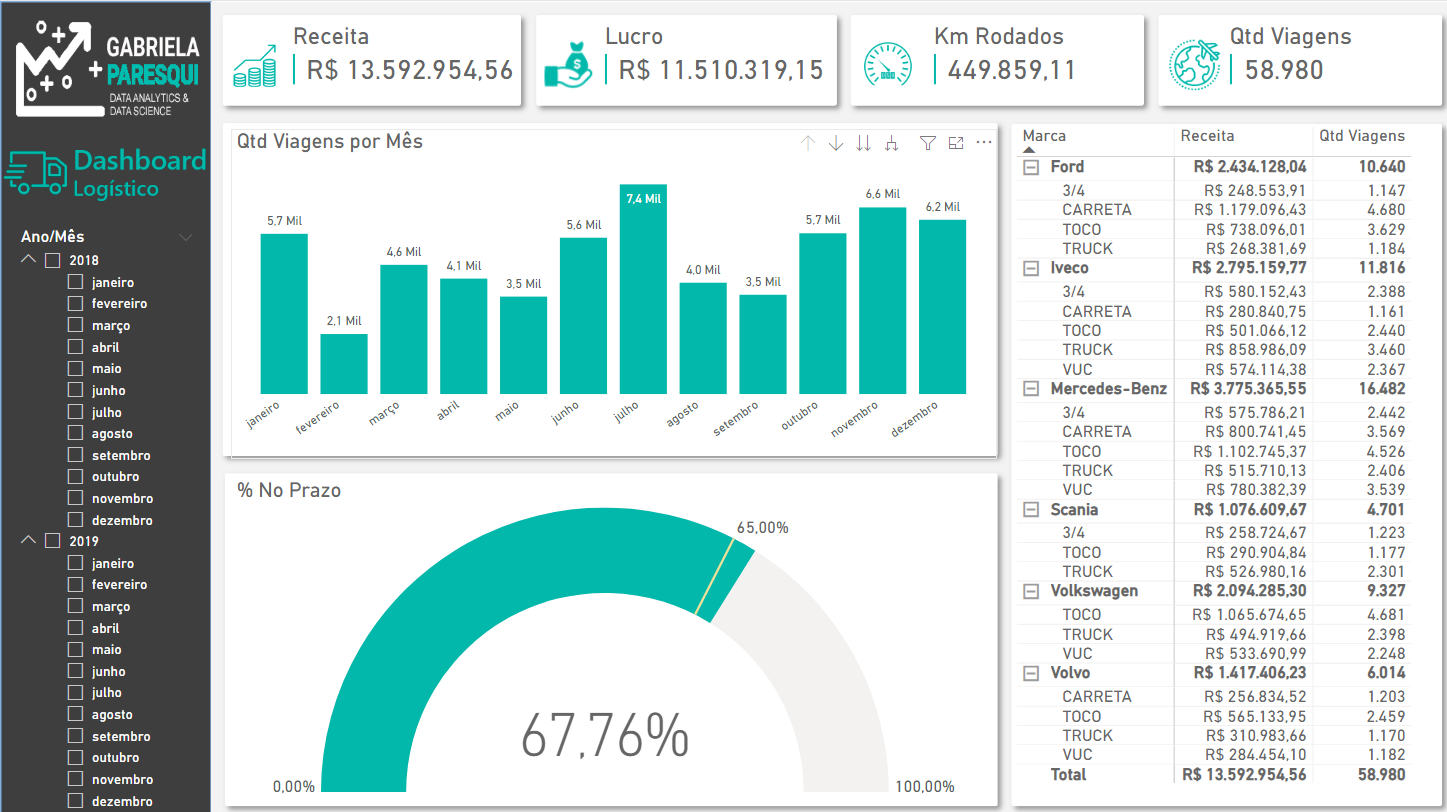 GABRIELA
PARESQUI
DATA ANALYTICS &
DATA SCIENCE
Dashboard
Logístico
Ano/Mês
2018
janeiro
fevereiro
março
abril
maio
junho
julho
agosto
setembro
outubro
novembro
dezembro
2019
janeiro
fevereiro
março
abril
maio
junho
julho
agosto
setembro
outubro
novembro
dezembro
Receita
R$ 13.592.954,56
Lucro
R$ 11.510.319,15
Km Rodados
449.859,11
Qtd Viagens
58.980
Qtd Viagens por Mês
5,7 Mil
2,1 Mil
4,6 Mil
4,1 Mil
3,5 Mil
5,6 Mil
7,4 Mil
4,0 Mil
3,5 Mil
5,7 Mil
6,6 Mil
6,2 Mil
janeiro
fevereiro
março
abril
maio
junho
julho
agosto
setembro
outubro
novembro
dezembro
% No Prazo
65,00%
67,76%
0,00%
100,00%
Marca Receita Qtd Viagens
Ford R$ 2.434.128,04 10.640
3/4 R$ 248.553,91 1.147
CARRETA R$ 1.179.096,43 4.680
TOCO R$ 738.096,01 3.629
TRUCK R$ 268.381,69 1.184
Iveco R$ 2.795.159,77 11.816
3/4 R$ 580.152,43 2.388
CARRETA R$ 280.840,75 1.161
TOCO R$ 501.066,12 2.440
TRUCK R$ 858.986,09 3.460
VUC R$ 574.114,38 2.367
Mercedes-Benz R$ 3.775.365,55 16.482
3/4 R$ 575.786,21 2.442
CARRETA R$ 800.741,45 3.569
TOCO R$ 1.102.745,37 4.526
TRUCK R$ 515.710,13 2.406
VUC R$ 780.382,39 3.539
Scania R$ 1.076.609,67 4.701
3/4 R$ 258.724,67 1.223
TOCO R$ 290.904,84 1.177
TRUCK R$ 526.980,16 2.301
Volkswagen R$ 2.094.285,30 9.327
TOCO R$ 1.065.674,65 4.681
TRUCK R$ 494.919,66 2.398
VUC R$ 533.690,99 2.248
Volvo R$ 1.417.406,23 6.014
CARRETA R$ 256.834,52 1.203
TOCO R$ 565.133,95 2.459
TRUCK R$ 310.983,66 1.170
VUC R$ 284.454,10 1.182
Total R$ 13.592.954,56 58.980